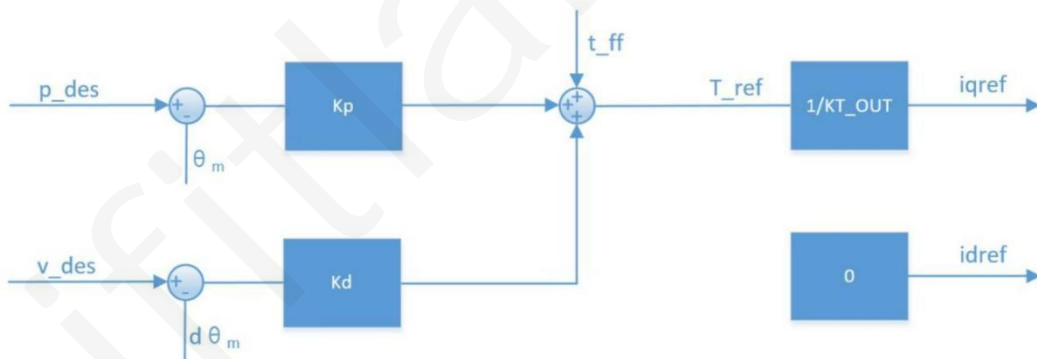 t_ff
p_des
+
-
Kp
+
+
+
T_ref
1/KT_OUT
iqref
θ m
v_des
+
-
Kd
0
idref
d θ m